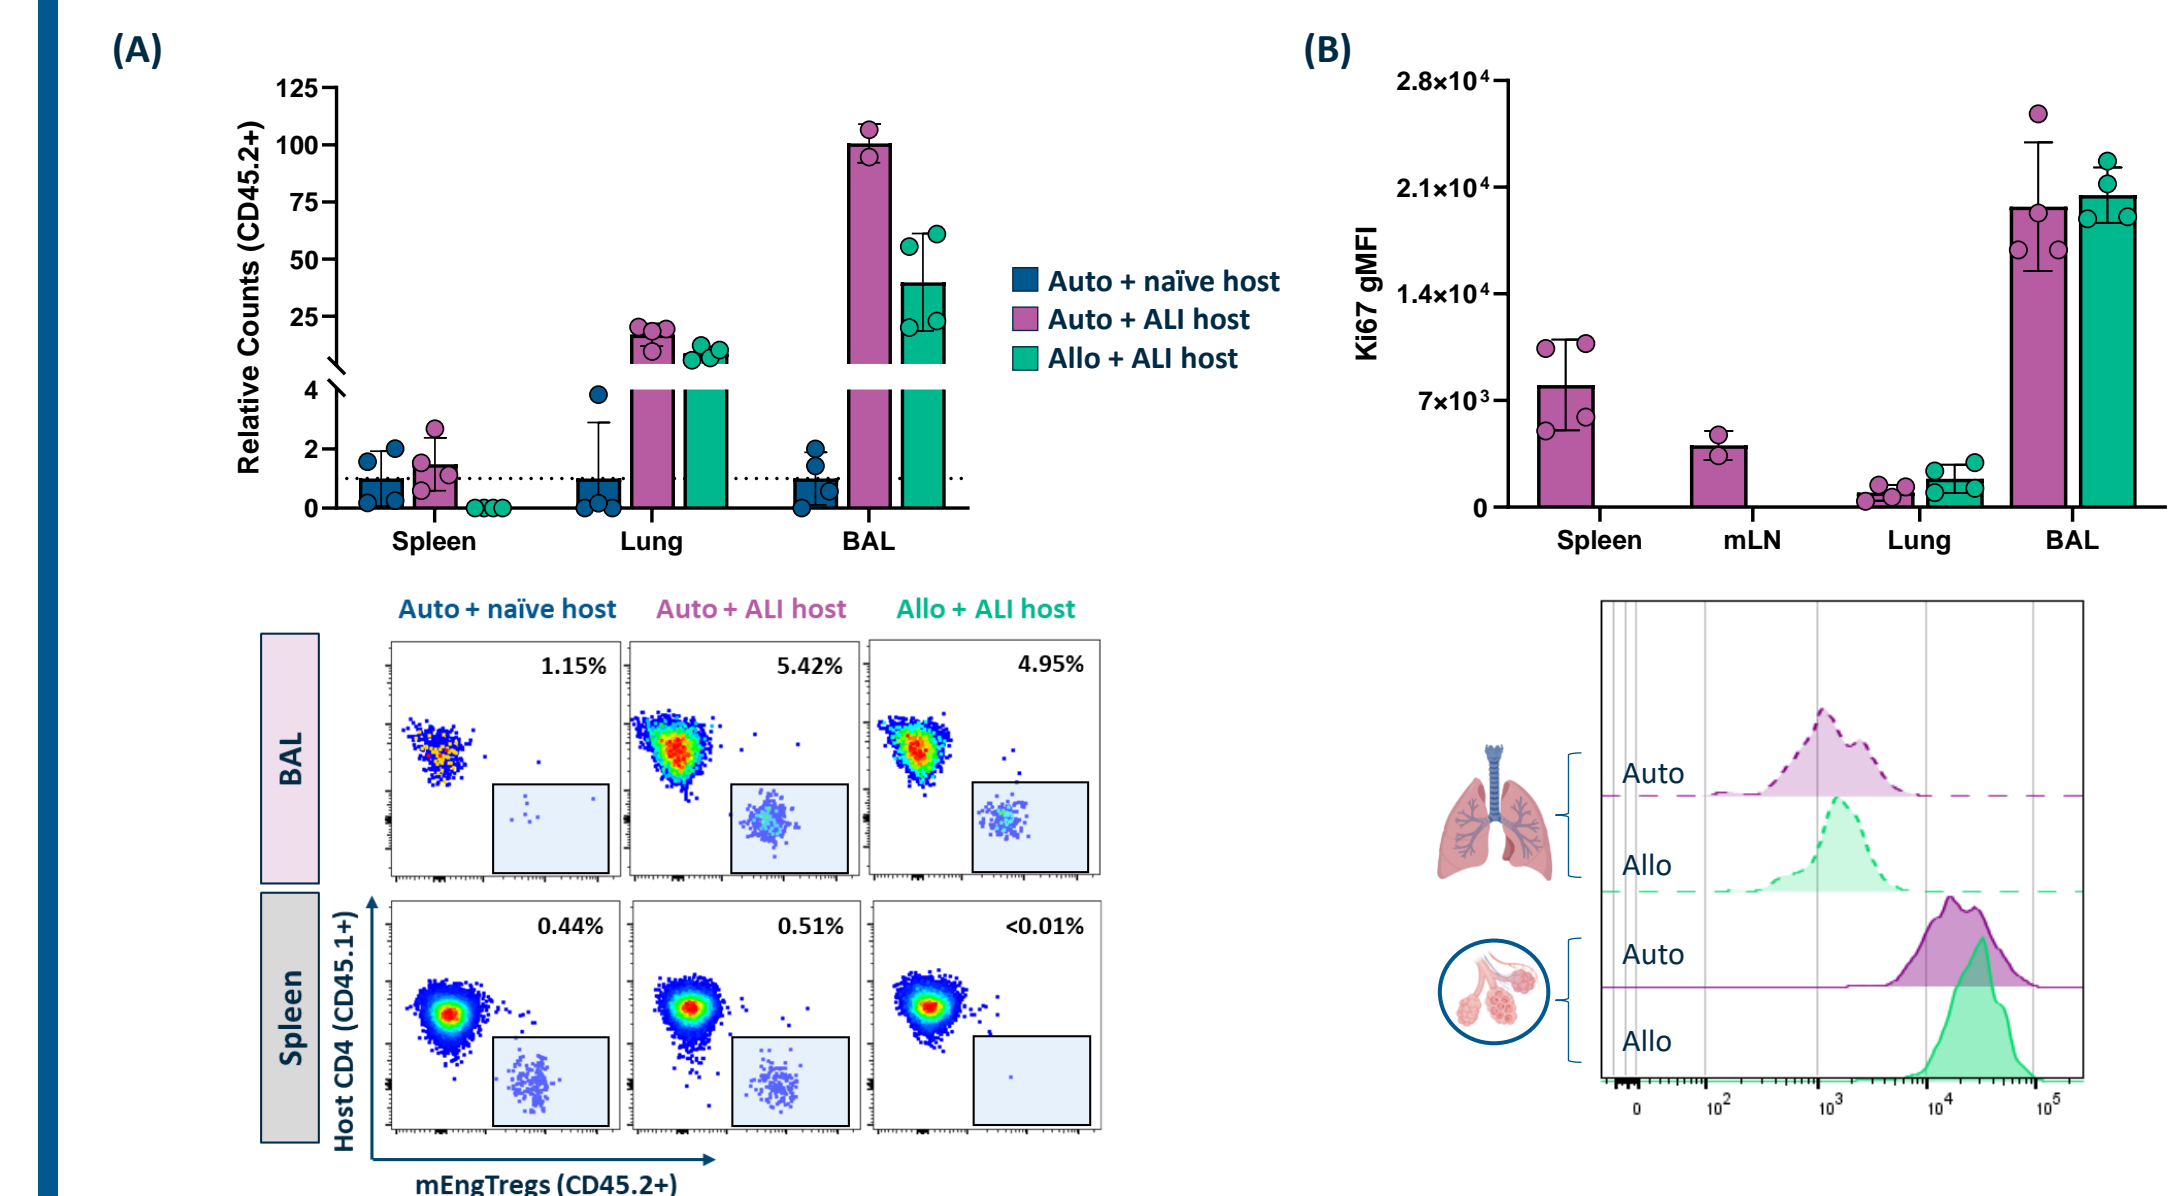 (A)
125
100
75
50
25
4
2
0
Relative Counts (CD45.2+)
Spleen
Lung
BAL
Auto + naïve host
Auto + ALI host
Allo + ALI host
Auto + naïve host
Auto + ALI host
Allo + ALI host
BAL
1.15%
5.42%
4.95%
Spleen
0.44%
0.51%
<0.01%
Host CD4 (CD45.1+)
mEngTregs (CD45.2+)
(B)
2.8×10⁴
2.1×10⁴
1.4×10⁴
7×10³
0
Ki67 gMFI
Spleen
mLN
Lung
BAL
Auto
Allo
Auto
Allo
0
10²
10³
10⁴
10⁵